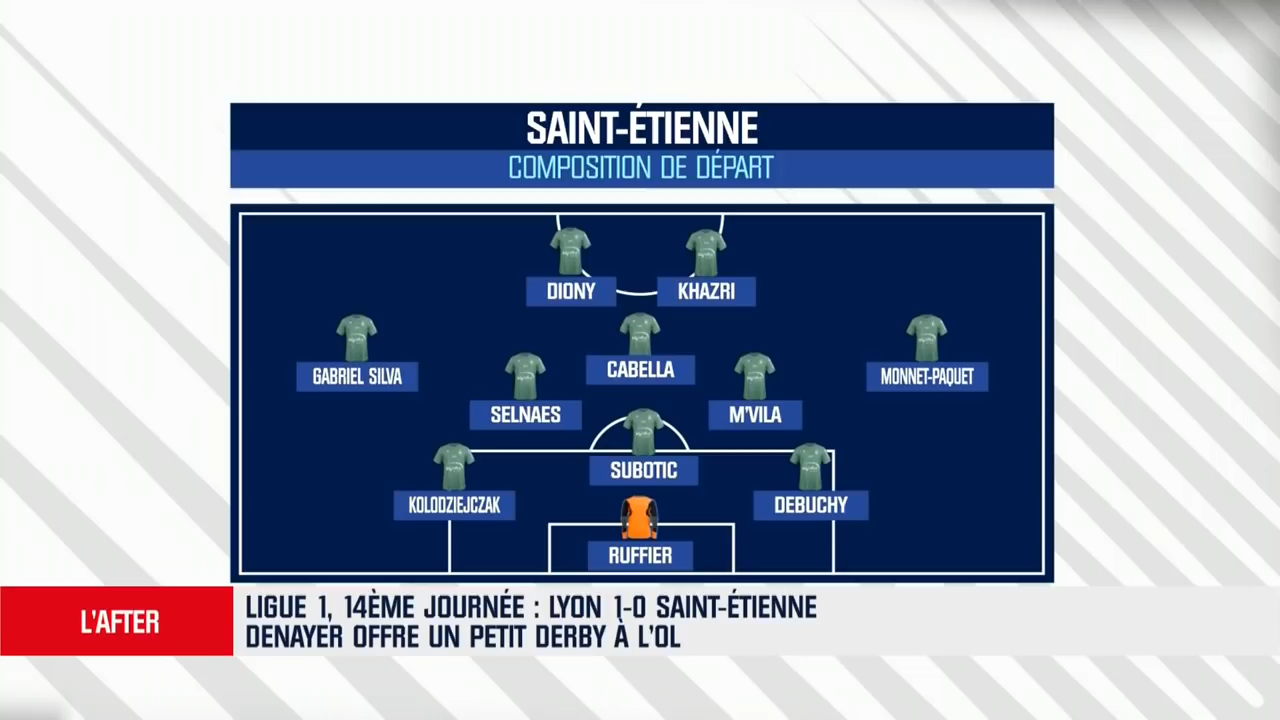 SAINT-ÉTIENNE
COMPOSITION DE DÉPART
DIONY
KHAZRI
GABRIEL SILVA
CABELLA
MONNET-PAQUET
SELNAES
M'VILA
SUBOTIC
KOLODZIEJCZAK
DEBUCHY
RUFFIER
L'AFTER
LIGUE 1, 14ÈME JOURNÉE : LYON 1-0 SAINT-ÉTIENNE
DENAYER OFFRE UN PETIT DERBY À L'OL